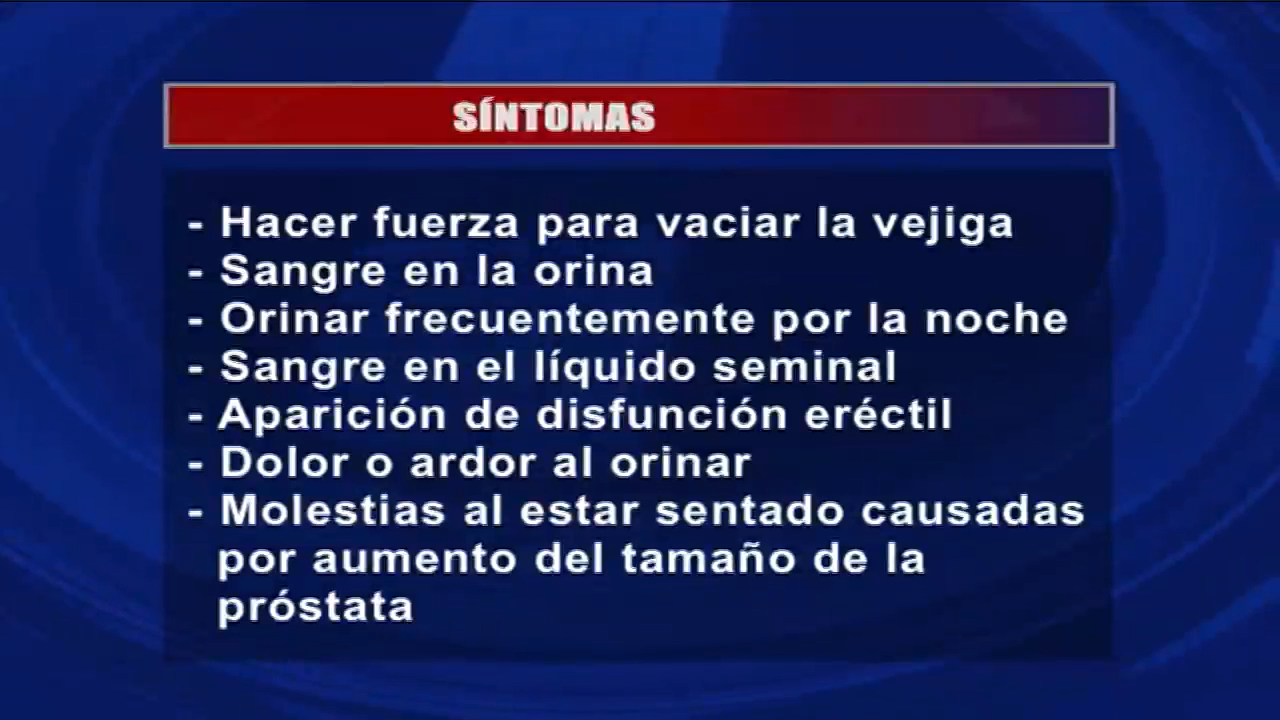 SÍNTOMAS
- Hacer fuerza para vaciar la vejiga
- Sangre en la orina
- Orinar frecuentemente por la noche
- Sangre en el líquido seminal
- Aparición de disfunción eréctil
- Dolor o ardor al orinar
- Molestias al estar sentado causadas
por aumento del tamaño de la
próstata